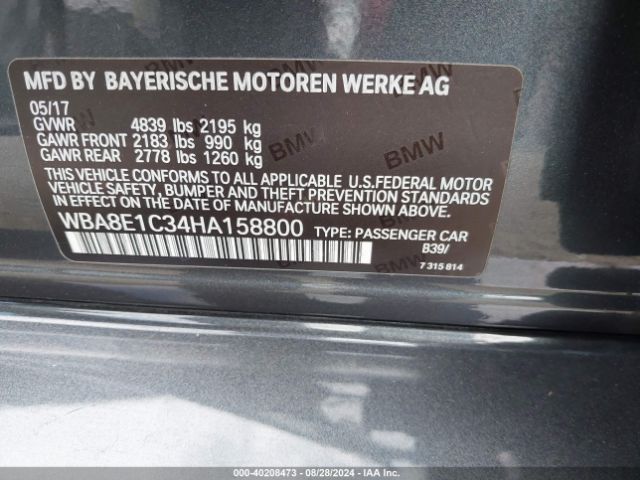 MFD BY BAYERISCHE MOTOREN WERKE AG
05/17
GVWR 4839 lbs 2195 kg
GAWR FRONT 2183 lbs 990 kg
GAWR REAR 2778 lbs 1260 kg
THIS VEHICLE CONFORMS TO ALL APPLICABLE U.S.FEDERAL MOTOR
VEHICLE SAFETY, BUMPER AND THEFT PREVENTION STANDARDS
IN EFFECT ON THE DATE OF MANUFACTURE SHOWN ABOVE.
WBA8E1C34HA158800 TYPE: PASSENGER CAR
B39/
7 315 814
BMW
BMW
000-40208473 - 08/28/2024 - IAA Holdings, LLC.